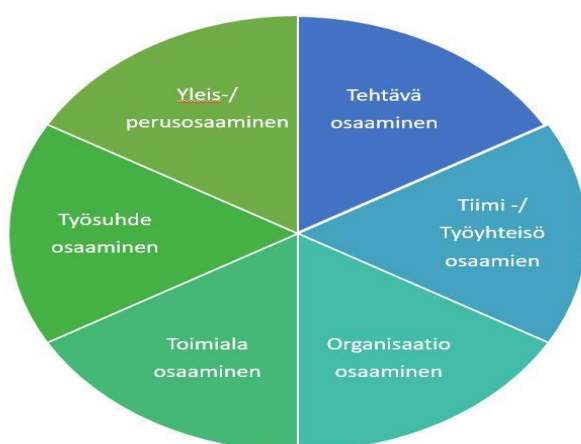 Yleis-/
perusosaaminen
Tehtävä
osaaminen
Tiimi -/
Työyhteisö
osaamien
Organisaatio
osaaminen
Toimiala
osaaminen
Työsuhde
osaaminen